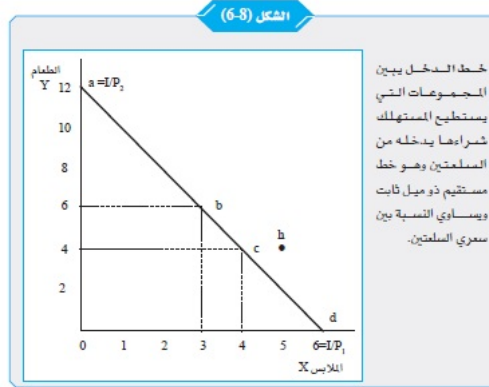 الشكل (8-6)
خط الدخل يبين
المجموعات التي
يستطيع المستهلك
شراءها بدخله من
السلعتين وهو خط
مستقيم ذو ميل ثابت
ويساوي النسبة بين
سعري السلعتين.
الطعام
Y 12 a =I/P₂
10
8
6 b
h
4 c
2
d
0 1 2 3 4 5 6=I/P₁
الملابس X